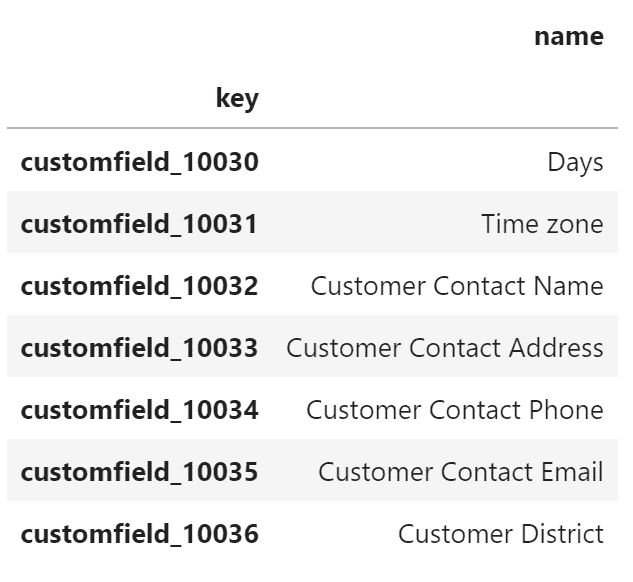 name
key
customfield_10030 Days
customfield_10031 Time zone
customfield_10032 Customer Contact Name
customfield_10033 Customer Contact Address
customfield_10034 Customer Contact Phone
customfield_10035 Customer Contact Email
customfield_10036 Customer District